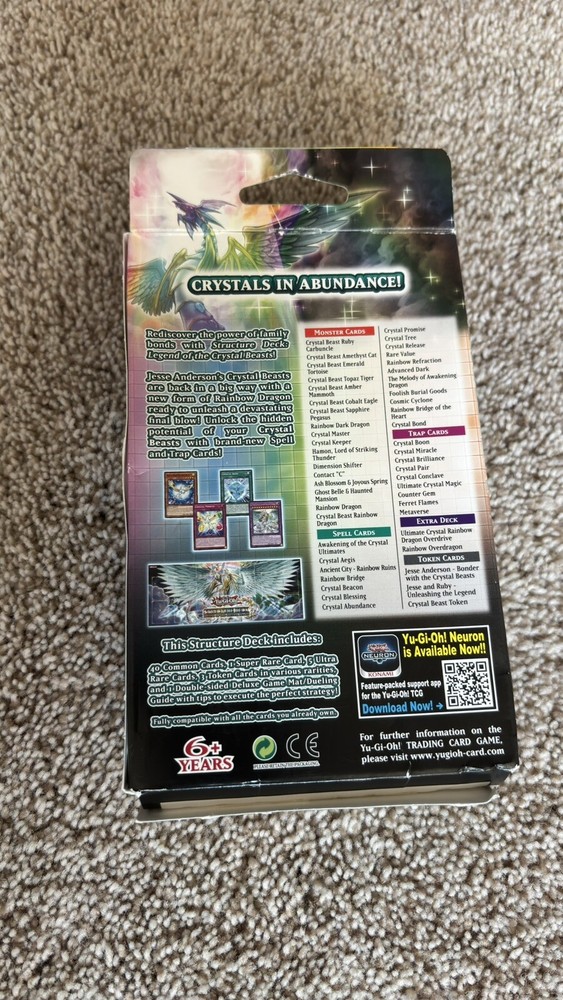 CRYSTALS IN ABUNDANCE!
Rediscover the power of family
bonds with Structure Deck:
Legend of the Crystal Beasts!
Jesse Anderson's Crystal Beasts
are back in a big way with a
new form of Rainbow Dragon
ready to unleash a devastating
final blow! Unlock the hidden
potential of your Crystal
Beasts with brand-new Spell
and Trap Cards!
MONSTER CARDS
Crystal Beast Ruby
Carbuncle
Crystal Beast Amethyst Cat
Crystal Beast Emerald
Tortoise
Crystal Beast Topaz Tiger
Crystal Beast Amber
Mammoth
Crystal Beast Cobalt Eagle
Crystal Beast Sapphire
Pegasus
Rainbow Dark Dragon
Crystal Master
Crystal Keeper
Hamon, Lord of Striking
Thunder
Dimension Shifter
Contact "C"
Ash Blossom & Joyous Spring
Ghost Belle & Haunted
Mansion
Rainbow Dragon
Crystal Beast Rainbow
Dragon
SPELL CARDS
Awakening of the Crystal
Ultimates
Crystal Aegis
Ancient City - Rainbow Ruins
Rainbow Bridge
Crystal Beacon
Crystal Blessing
Crystal Abundance
Crystal Promise
Crystal Tree
Crystal Release
Rare Value
Rainbow Refraction
Advanced Dark
The Melody of Awakening
Dragon
Foolish Burial Goods
Cosmic Cyclone
Rainbow Bridge of the
Heart
Crystal Bond
TRAP CARDS
Crystal Boon
Crystal Miracle
Crystal Brilliance
Crystal Pair
Crystal Conclave
Ultimate Crystal Magic
Counter Gem
Ferret Flames
Metaverse
EXTRA DECK
Ultimate Crystal Rainbow
Dragon Overdrive
Rainbow Overdragon
TOKEN CARDS
Jesse Anderson - Bonder
with the Crystal Beasts
Jesse and Ruby -
Unleashing the Legend
Crystal Beast Token
Yu-Gi-Oh!
This Structure Deck includes:
40 Common Cards, 1 Super Rare Card, 5 Ultra
Rare Cards, 3 Token Cards in various rarities,
and 1 Double-sided Deluxe Game Mat/Dueling
Guide with tips to execute the perfect strategy!
Fully compatible with all the cards you already own.
NEURON
KONAMI
Yu-Gi-Oh! Neuron
is Available Now!!
Feature-packed support app
for the Yu-Gi-Oh! TCG
Download Now! →
6+
YEARS
PLEASE RETAIN THE PACKAGING.
CE
For further information on the
Yu-Gi-Oh! TRADING CARD GAME,
please visit www.yugioh-card.com